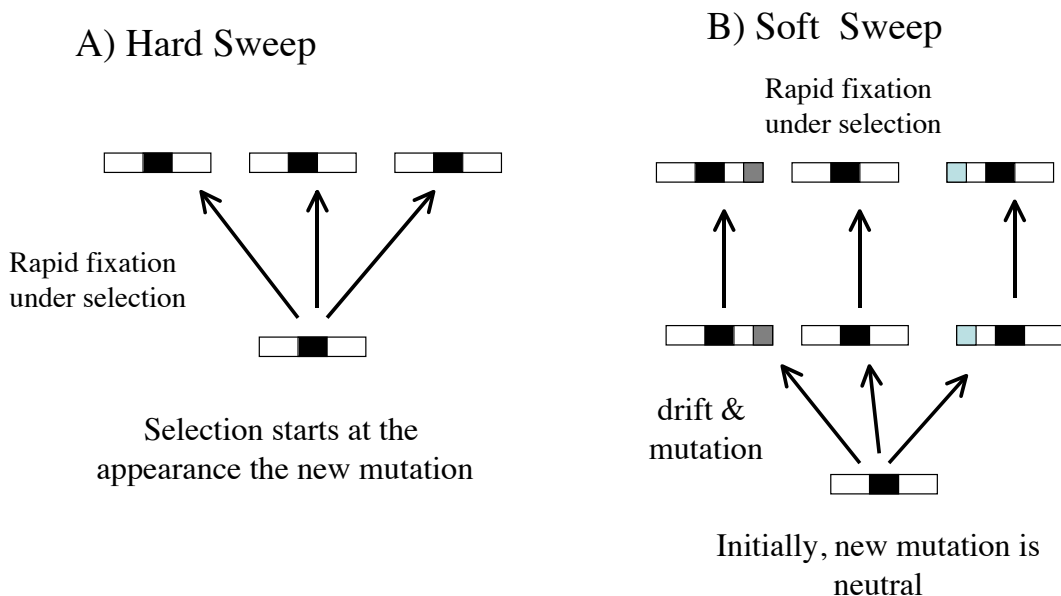 A) Hard Sweep
Rapid fixation
under selection
Selection starts at the
appearance the new mutation
B) Soft Sweep
Rapid fixation
under selection
drift &
mutation
Initially, new mutation is
neutral